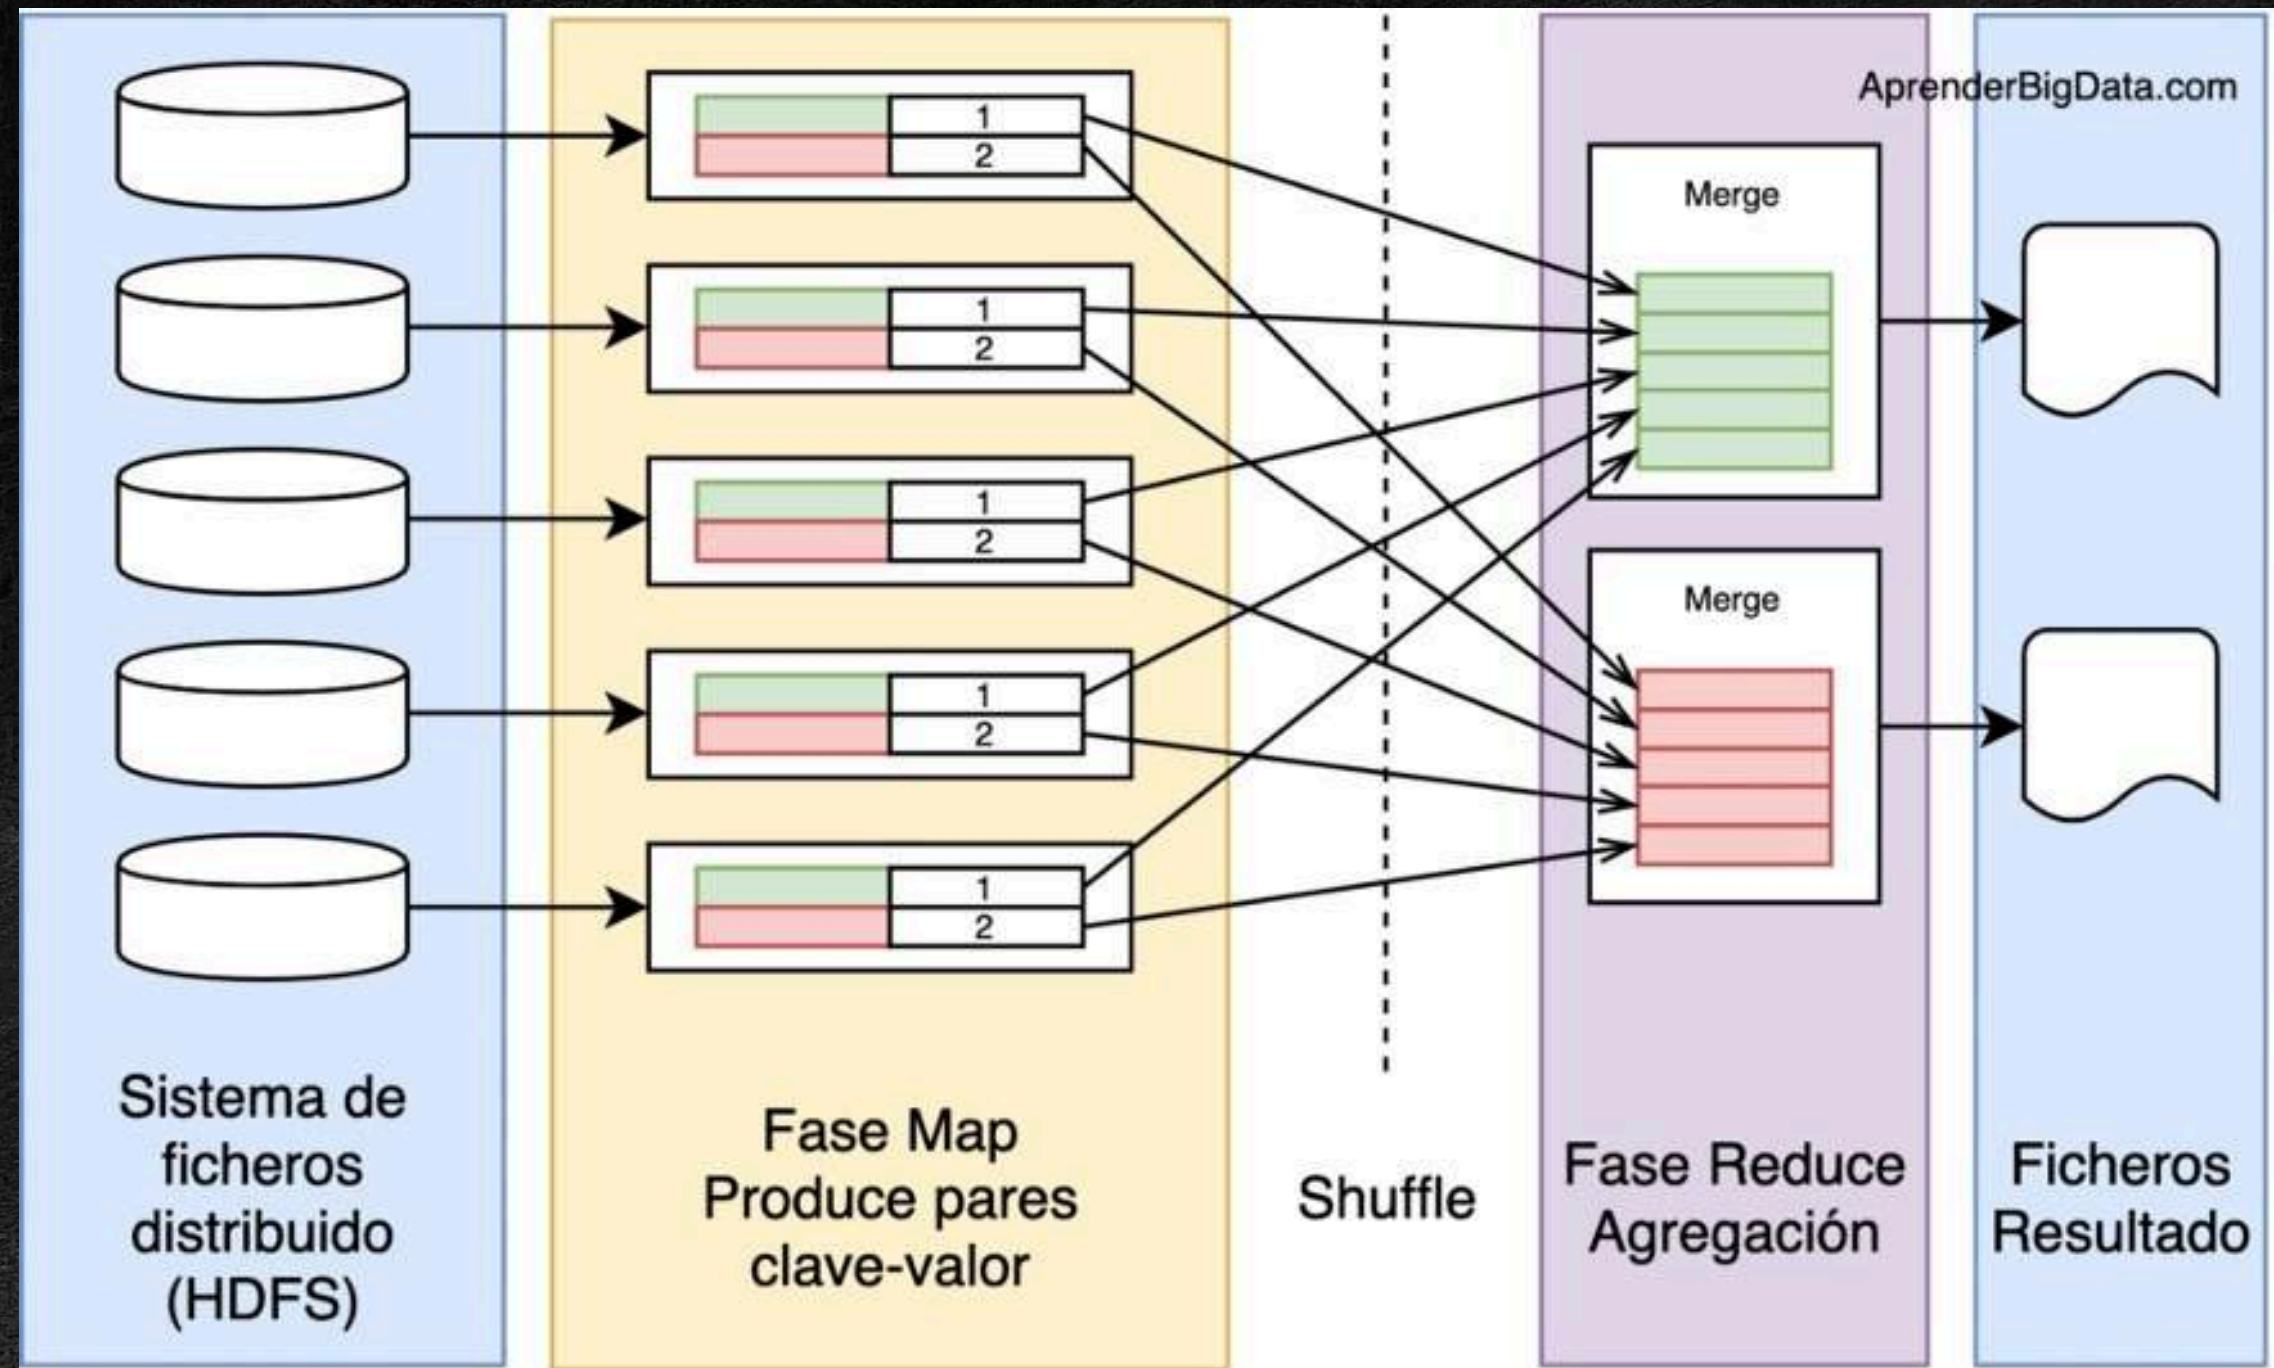 AprenderBigData.com
1
2
1
2
1
2
1
2
1
2
Merge
Merge
Sistema de
ficheros
distribuido
(HDFS)
Fase Map
Produce pares
clave-valor
Shuffle
Fase Reduce
Agregación
Ficheros
Resultado